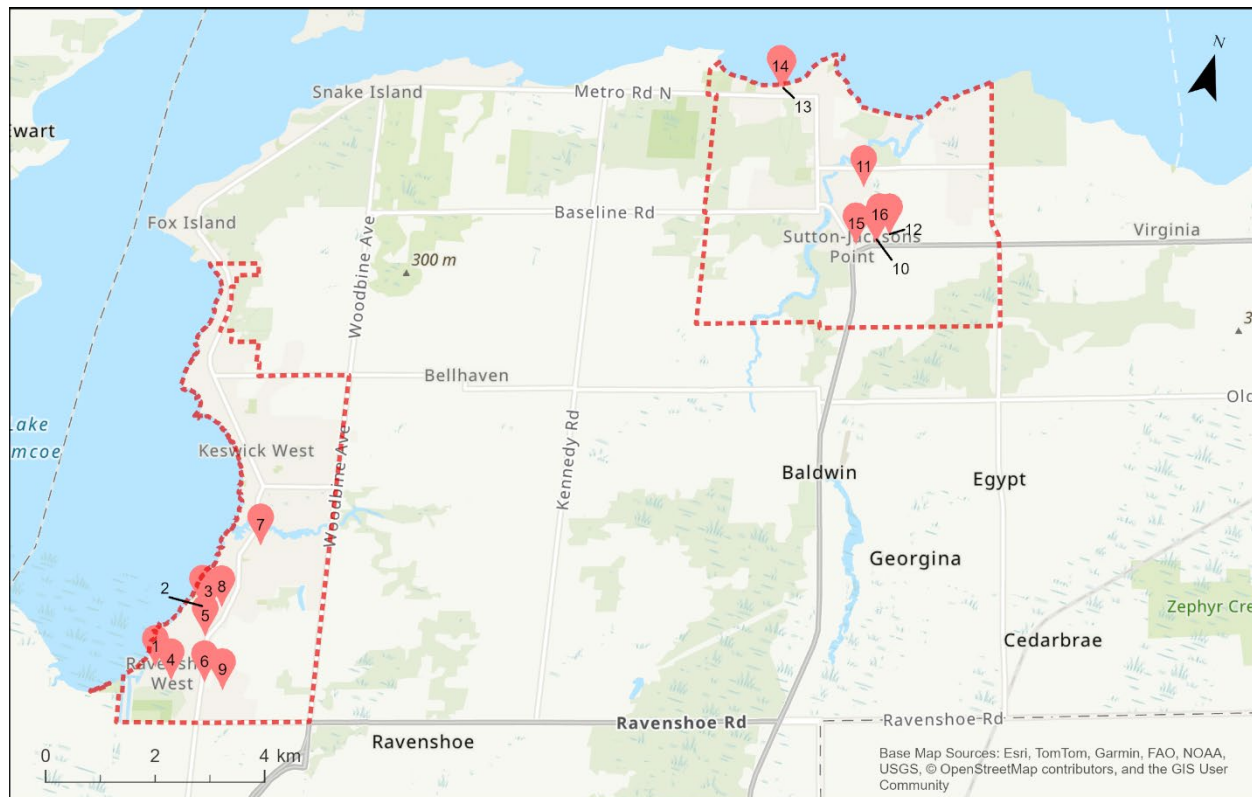 N
14
Snake Island
Metro Rd N
13
Ewart
11
Fox Island
Baseline Rd
16
15
12
Sutton-Jacksons
Point
Virginia
10
300 m
Woodbine Ave
Bellhaven
Old
Lake
mcoe
Keswick West
Woodbine Ave
Kennedy Rd
Baldwin
Egypt
7
Georgina
2
3
8
5
Zephyr Cre
1
4
6
9
Cedarbrae
West
Ravenshoe Rd
Ravenshoe Rd
Ravenshoe
0
2
4 km
Base Map Sources: Esri, TomTom, Garmin, FAO, NOAA,
USGS, © OpenStreetMap contributors, and the GIS User
Community